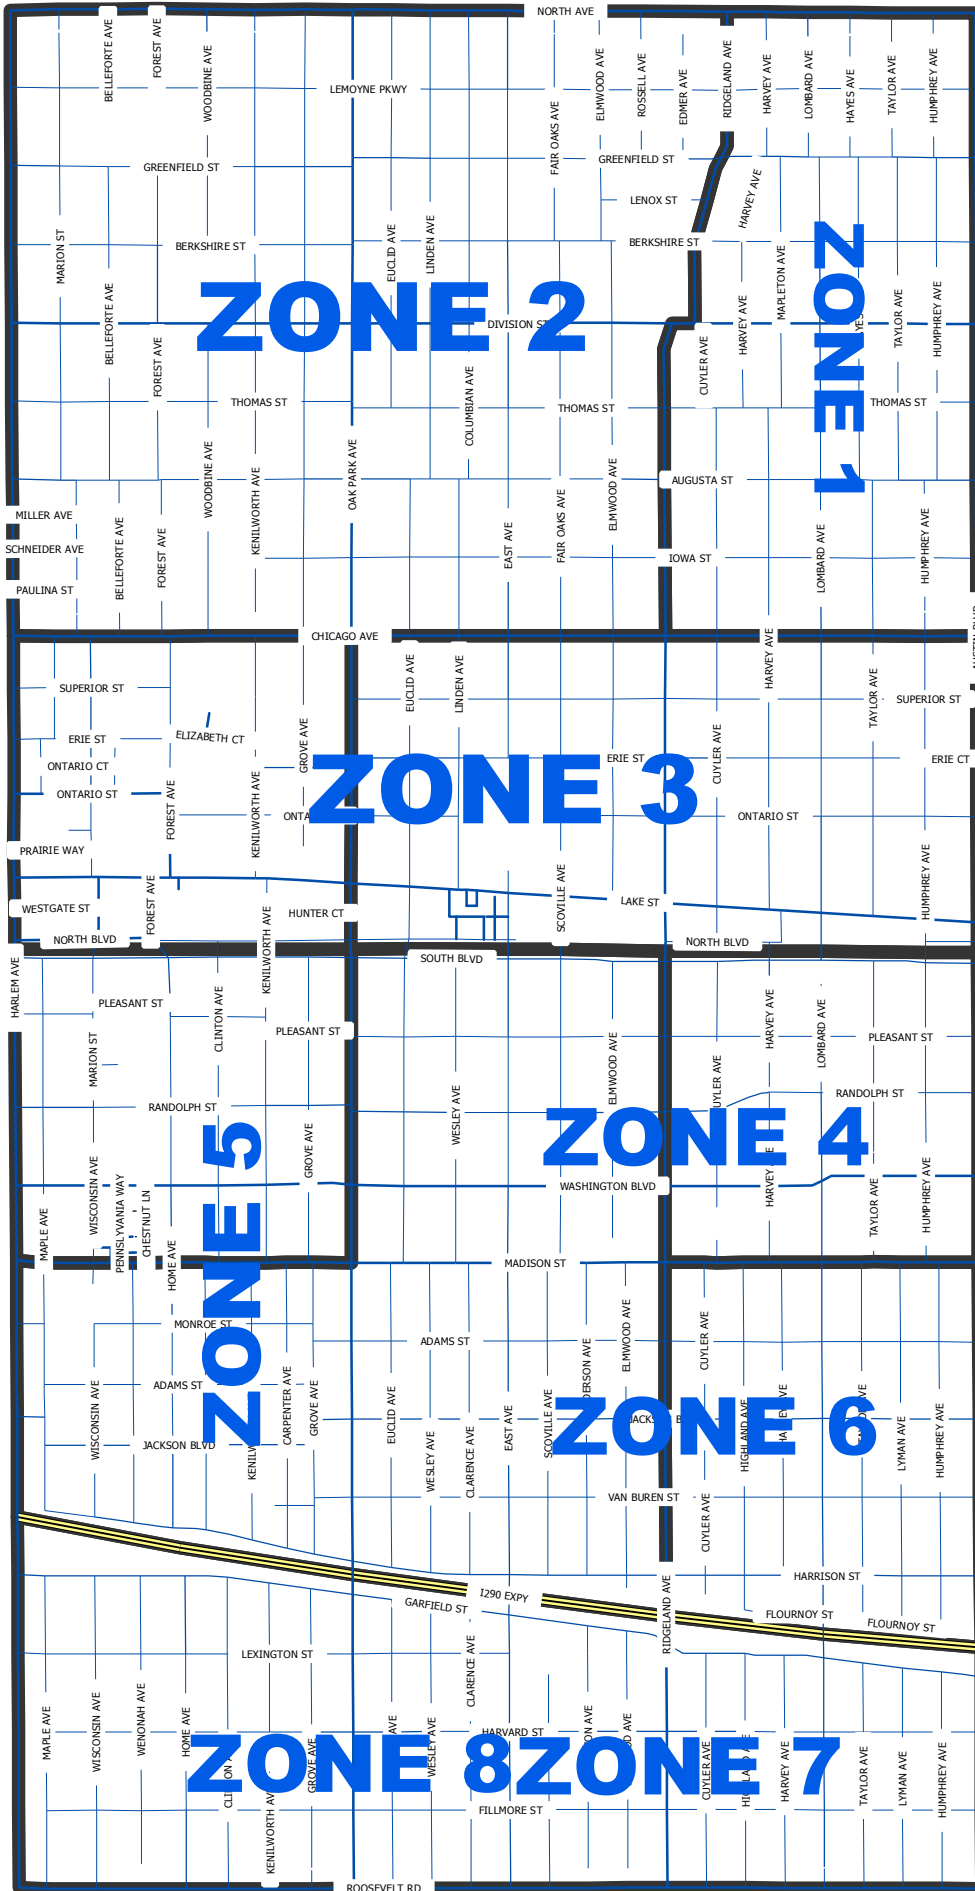 NORTH AVE
BELLEFORTE AVE
FOREST AVE
WOODBINE AVE
LEMOYNE PKWY
FAIR OAKS AVE
ELMWOOD AVE
ROSSELL AVE
EDMER AVE
RIDGELAND AVE
HARVEY AVE
LOMBARD AVE
HAYES AVE
TAYLOR AVE
HUMPHREY AVE
GREENFIELD ST
GREENFIELD ST
LENOX ST
HARVEY AVE
MARION ST
BERKSHIRE ST
EUCLID AVE
LINDEN AVE
BERKSHIRE ST
MAPLETON AVE
ZONE 1
ZONE 2
BELLEFORTE AVE
FOREST AVE
DIVISION ST
COLUMBIAN AVE
CUYLER AVE
HARVEY AVE
TAYLOR AVE
HUMPHREY AVE
THOMAS ST
THOMAS ST
THOMAS ST
WOODBINE AVE
KENILWORTH AVE
OAK PARK AVE
ELMWOOD AVE
AUGUSTA ST
MILLER AVE
SCHNEIDER AVE
PAULINA ST
BELLEFORTE AVE
FOREST AVE
EAST AVE
FAIR OAKS AVE
IOWA ST
LOMBARD AVE
HUMPHREY AVE
CHICAGO AVE
SUPERIOR ST
EUCLID AVE
LINDEN AVE
HARVEY AVE
TAYLOR AVE
SUPERIOR ST
ERIE ST
ELIZABETH CT
GROVE AVE
ERIE ST
CUYLER AVE
ERIE CT
ONTARIO CT
ZONE 3
ONTARIO ST
FOREST AVE
KENILWORTH AVE
ONTARIO ST
PRAIRIE WAY
HUMPHREY AVE
WESTGATE ST
FOREST AVE
HUNTER CT
SCOVILLE AVE
LAKE ST
NORTH BLVD
KENILWORTH AVE
NORTH BLVD
SOUTH BLVD
HARLEM AVE
PLEASANT ST
CLINTON AVE
PLEASANT ST
HARVEY AVE
LOMBARD AVE
PLEASANT ST
MARION ST
ELMWOOD AVE
RANDOLPH ST
WESLEY AVE
RANDOLPH ST
ZONE 4
GROVE AVE
ZONE 5
WISCONSIN AVE
PENNSYLVANIA WAY
CHESTNUT LN
MAPLE AVE
HOME AVE
WASHINGTON BLVD
HARVEY AVE
TAYLOR AVE
HUMPHREY AVE
MADISON ST
MONROE ST
ADAMS ST
ELMWOOD AVE
CUYLER AVE
ADAMS ST
WISCONSIN AVE
CARPENTER AVE
GROVE AVE
EUCLID AVE
JACKSON BLVD
WESLEY AVE
CLARENCE AVE
EAST AVE
SCOVILLE AVE
ZONE 6
HIGHLAND AVE
LYMAN AVE
HUMPHREY AVE
VAN BUREN ST
CUYLER AVE
HARRISON ST
I290 EXPY
GARFIELD ST
RIDGELAND AVE
FLOURNOY ST
FLOURNOY ST
LEXINGTON ST
CLARENCE AVE
MAPLE AVE
WISCONSIN AVE
WENONAH AVE
HOME AVE
HARVARD ST
WESLEY AVE
ZONE 8
ZONE 7
GROVE AVE
KENILWORTH AVE
CUYLER AVE
HARVEY AVE
TAYLOR AVE
LYMAN AVE
HUMPHREY AVE
FILLMORE ST
ROOSEVELT RD